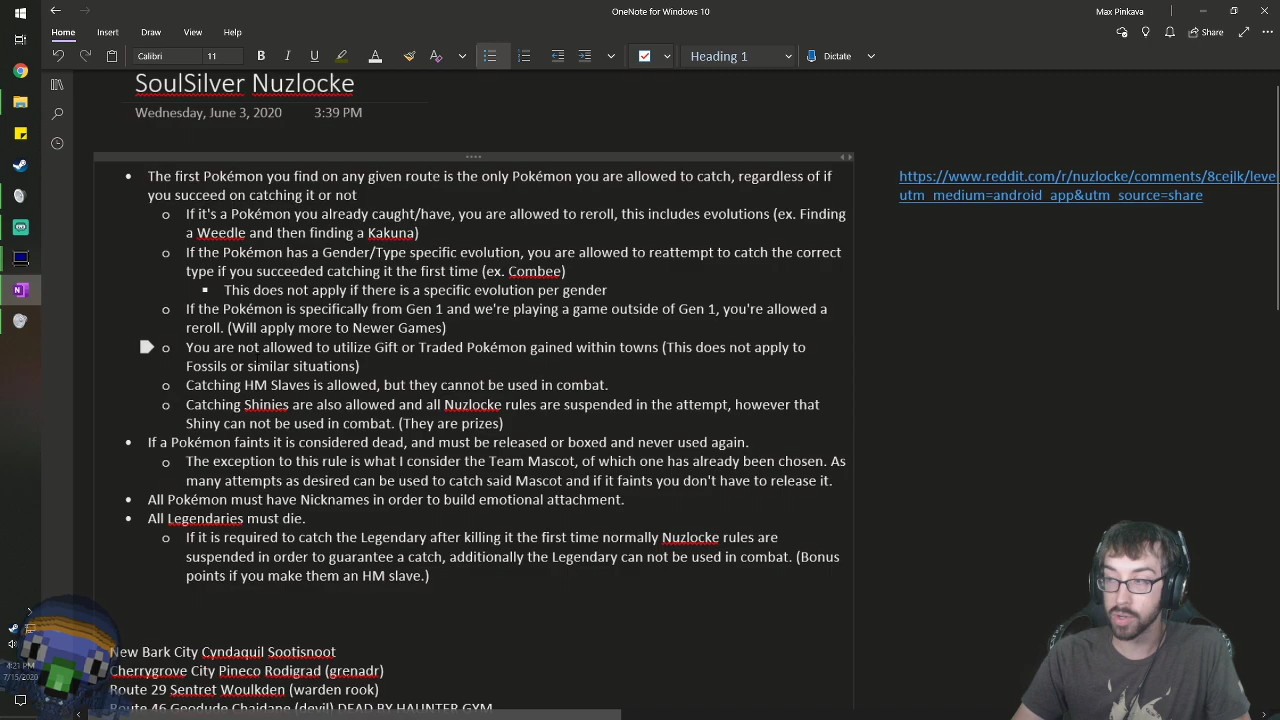 OneNote for Windows 10
Max Pinkava
Home Insert Draw View Help
Share
Calibri 11 B I U A Heading 1 Dictate
SoulSilver Nuzlocke
Wednesday, June 3, 2020 3:39 PM
• The first Pokémon you find on any given route is the only Pokémon you are allowed to catch, regardless of if
you succeed on catching it or not
o If it's a Pokémon you already caught/have, you are allowed to reroll, this includes evolutions (ex. Finding
a Weedle and then finding a Kakuna)
o If the Pokémon has a Gender/Type specific evolution, you are allowed to reattempt to catch the correct
type if you succeeded catching it the first time (ex. Combee)
▪ This does not apply if there is a specific evolution per gender
o If the Pokémon is specifically from Gen 1 and we're playing a game outside of Gen 1, you're allowed a
reroll. (Will apply more to Newer Games)
o You are not allowed to utilize Gift or Traded Pokémon gained within towns (This does not apply to
Fossils or similar situations)
o Catching HM Slaves is allowed, but they cannot be used in combat.
o Catching Shinies are also allowed and all Nuzlocke rules are suspended in the attempt, however that
Shiny can not be used in combat. (They are prizes)
• If a Pokémon faints it is considered dead, and must be released or boxed and never used again.
o The exception to this rule is what I consider the Team Mascot, of which one has already been chosen. As
many attempts as desired can be used to catch said Mascot and if it faints you don't have to release it.
• All Pokémon must have Nicknames in order to build emotional attachment.
• All Legendaries must die.
o If it is required to catch the Legendary after killing it the first time normally Nuzlocke rules are
suspended in order to guarantee a catch, additionally the Legendary can not be used in combat. (Bonus
points if you make them an HM slave.)
New Bark City Cyndaquil Sootisnoot
Cherrygrove City Pineco Rodigrad (grenadr)
Route 29 Sentret Woulkden (warden rook)
Route 46 Geodude Chaidane (devil) DEAD BY HAUNTER GYM
https://www.reddit.com/r/nuzlocke/comments/8cejlk/leve
utm_medium=android_app&utm_source=share
4:21 PM
7/15/2020